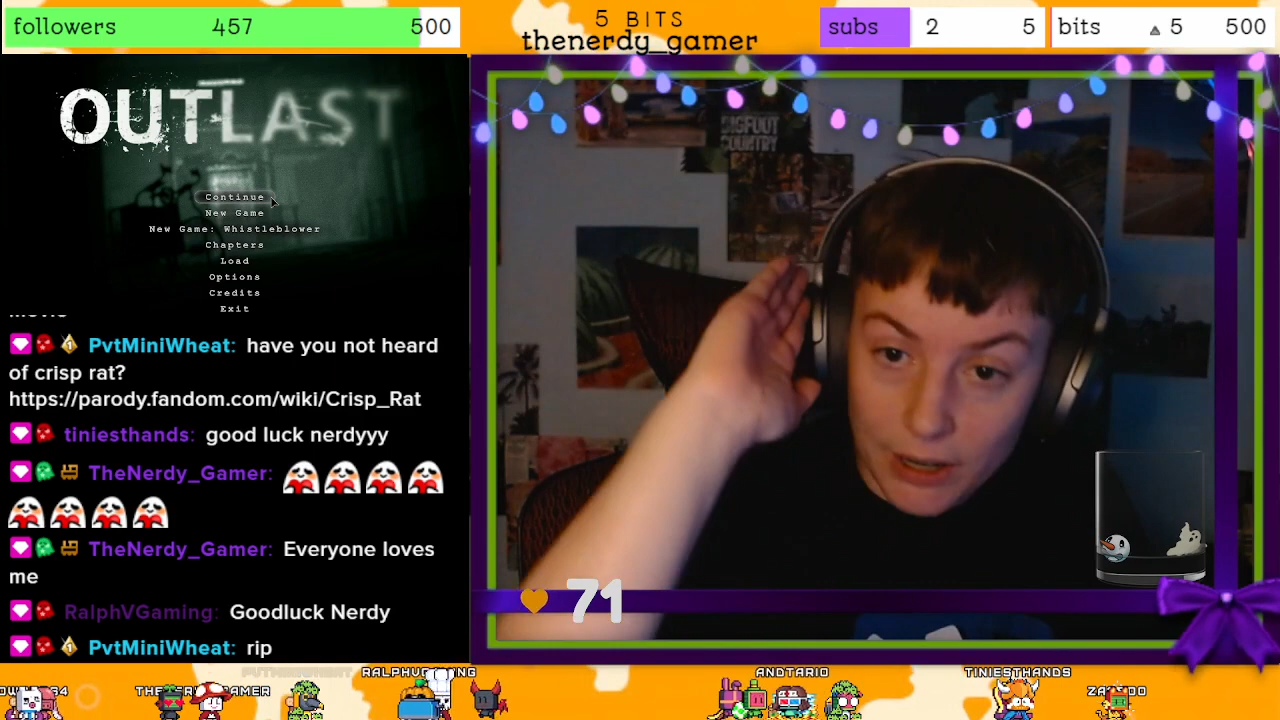 followers 457 500
5 BITS
thenerdy_gamer
subs 2 5
bits 5 500
OUTLAST
Continue
New Game
New Game: Whistleblower
Chapters
Load
Options
Credits
Exit
PvtMiniWheat: have you not heard
of crisp rat?
https://parody.fandom.com/wiki/Crisp_Rat
tiniesthands: good luck nerdyyy
TheNerdy_Gamer:
TheNerdy_Gamer: Everyone loves
me
RalphVGaming: Goodluck Nerdy
PvtMiniWheat: rip
BIGFOOT
COUNTRY
71
ANDTARIO
TINIESTHANDS